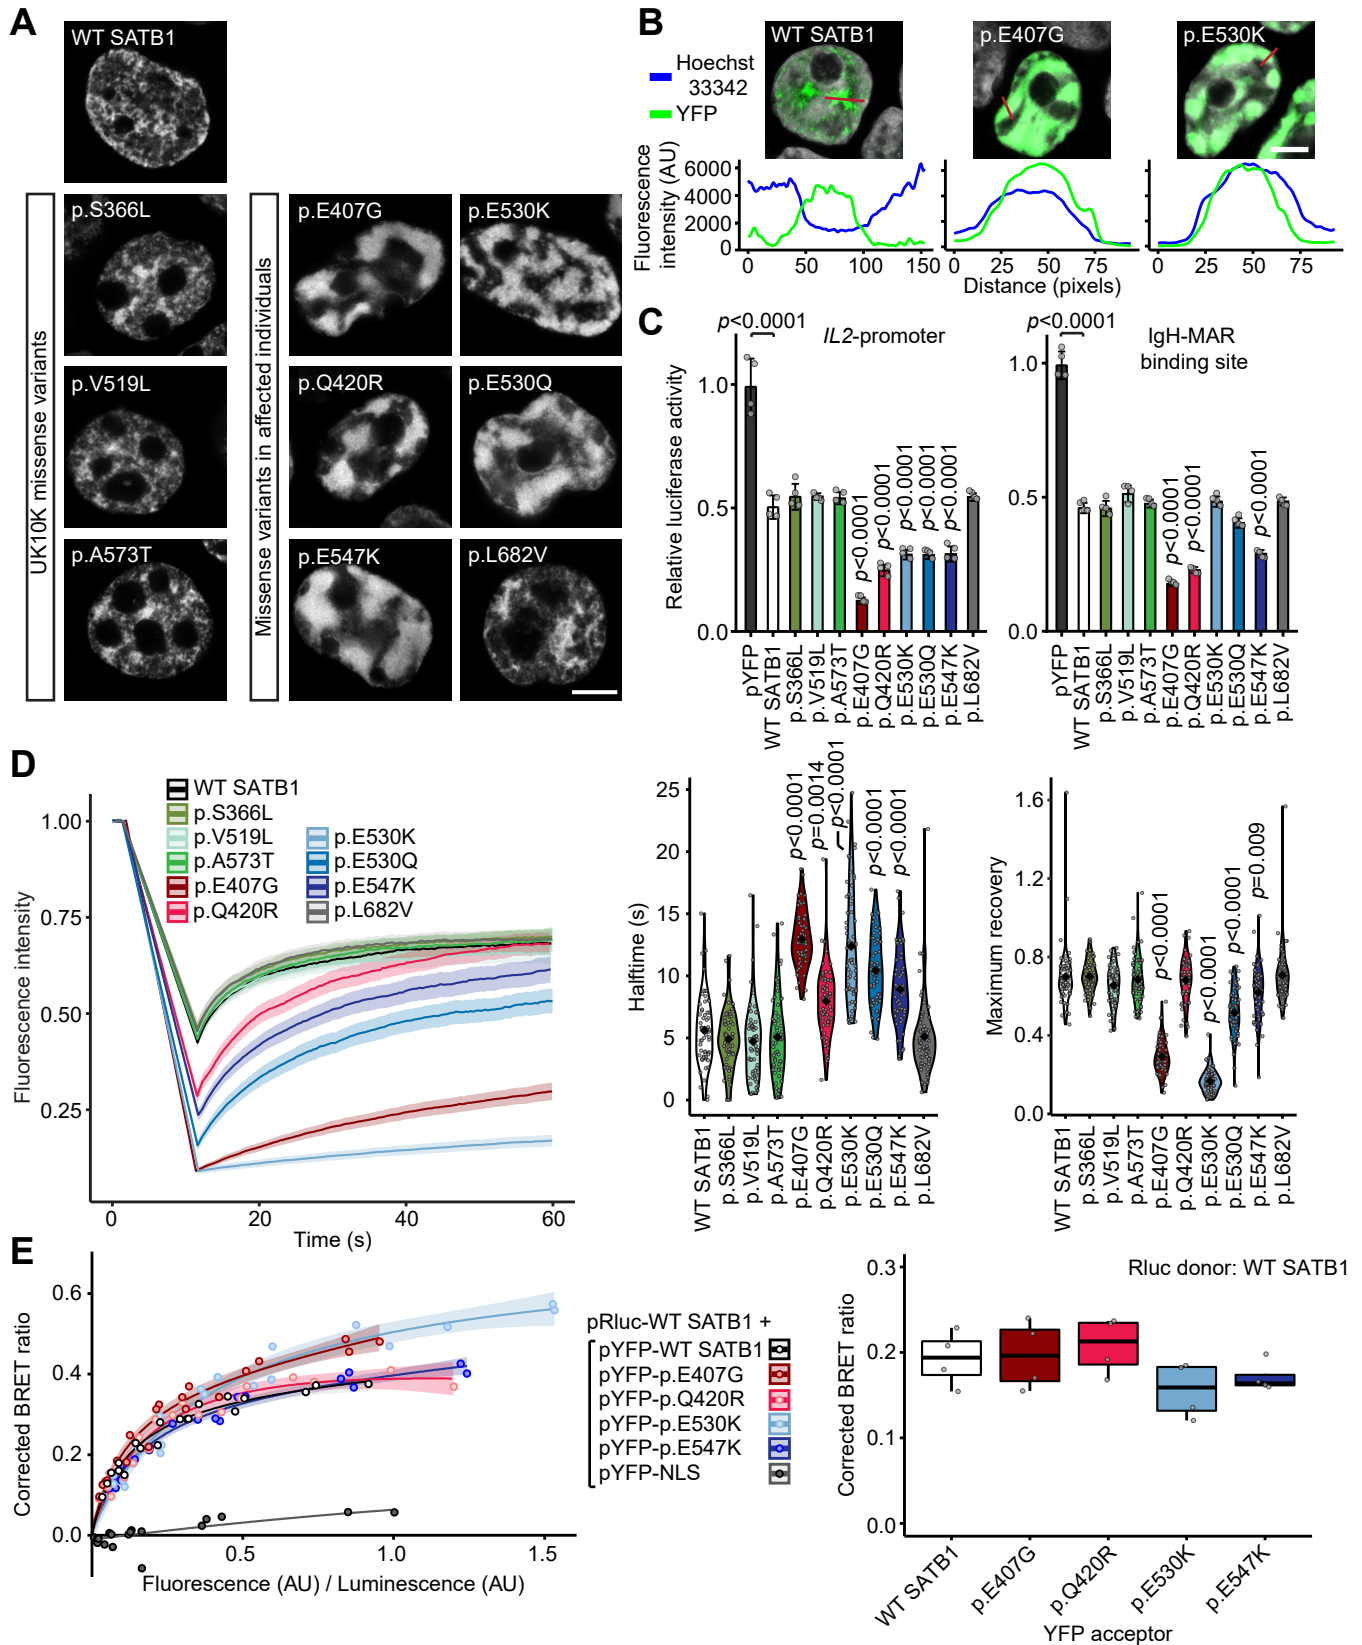 A
WT SATB1
UK10K missense variants
p.S366L
p.V519L
p.A573T
Missense variants in affected individuals
p.E407G
p.E530K
p.Q420R
p.E530Q
p.E547K
p.L682V
B
Hoechst
33342
YFP
WT SATB1
p.E407G
p.E530K
Fluorescence
intensity (AU)
6000
4000
2000
0
0 50 100 150
0 25 50 75
0 25 50 75
Distance (pixels)
C
Relative luciferase activity
p<0.0001
IL2-promoter
1.0
0.5
0.0
p<0.0001
p<0.0001
p<0.0001
p<0.0001
p<0.0001
pYFP
WT SATB1
p.S366L
p.V519L
p.A573T
p.E407G
p.Q420R
p.E530K
p.E530Q
p.E547K
p.L682V
p<0.0001
IgH-MAR
binding site
1.0
0.5
0.0
p<0.0001
p<0.0001
p<0.0001
pYFP
WT SATB1
p.S366L
p.V519L
p.A573T
p.E407G
p.Q420R
p.E530K
p.E530Q
p.E547K
p.L682V
D
Fluorescence intensity
1.00
0.75
0.50
0.25
0 20 40 60
Time (s)
WT SATB1
p.S366L
p.V519L
p.A573T
p.E407G
p.Q420R
p.E530K
p.E530Q
p.E547K
p.L682V
Halftime (s)
25
20
15
10
5
0
p<0.0001
p=0.0014
p<0.0001
p<0.0001
p<0.0001
WT SATB1
p.S366L
p.V519L
p.A573T
p.E407G
p.Q420R
p.E530K
p.E530Q
p.E547K
p.L682V
Maximum recovery
1.6
1.2
0.8
0.4
0.0
p<0.0001
p<0.0001
p<0.0001
p=0.009
WT SATB1
p.S366L
p.V519L
p.A573T
p.E407G
p.Q420R
p.E530K
p.E530Q
p.E547K
p.L682V
E
Corrected BRET ratio
0.6
0.4
0.2
0.0
0.5 1.0 1.5
Fluorescence (AU) / Luminescence (AU)
pRluc-WT SATB1 +
pYFP-WT SATB1
pYFP-p.E407G
pYFP-p.Q420R
pYFP-p.E530K
pYFP-p.E547K
pYFP-NLS
Corrected BRET ratio
Rluc donor: WT SATB1
0.3
0.2
0.1
0.0
WT SATB1
p.E407G
p.Q420R
p.E530K
p.E547K
YFP acceptor